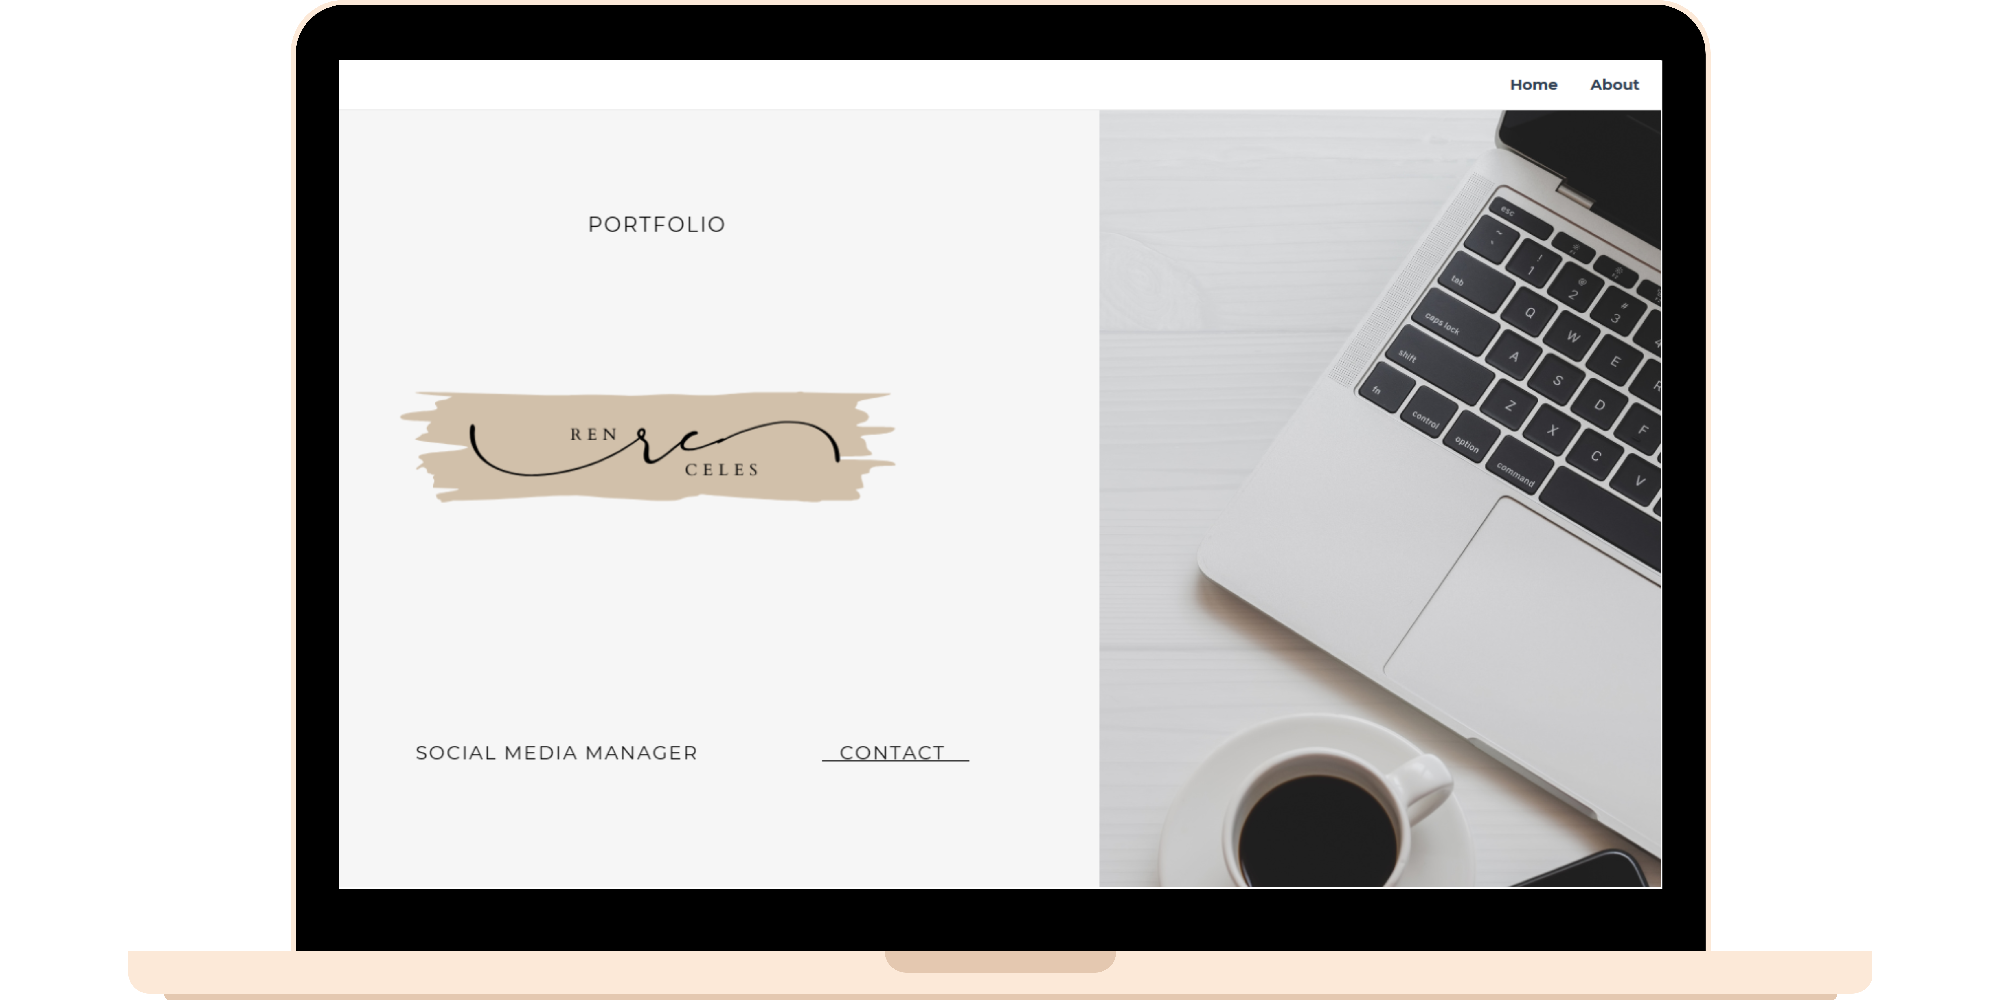 Home About
PORTFOLIO
REN rc
CELES
SOCIAL MEDIA MANAGER CONTACT
esc
~ ! @ #
` 1 2 3 4
tab Q W E R
caps lock A S D F
shift Z X C V
fn control option command